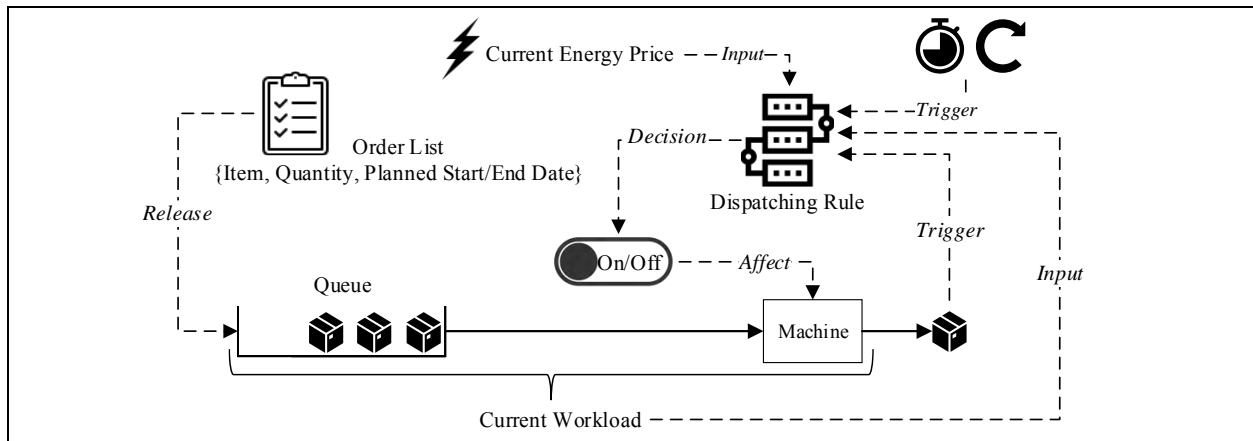 Current Energy Price
Input
Trigger
Decision
Order List
{Item, Quantity, Planned Start/End Date}
Dispatching Rule
Release
Trigger
On/Off
Affect
Input
Queue
Machine
Current Workload